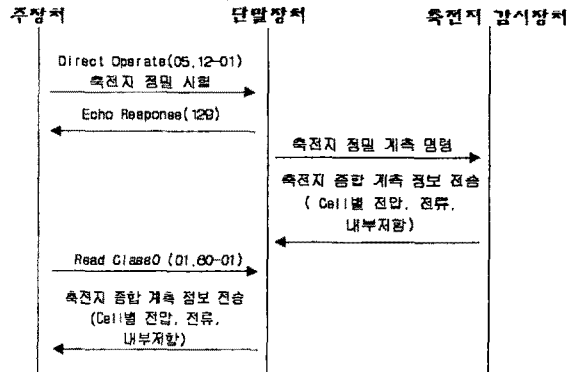 주장치
단말장치
축전지 감시장치
Direct Operate(05,12-01)
축전지 정밀 시험
Echo Response(129)
축전지 정밀 계측 명령
축전지 종합 계측 정보 전송
( Cell별 전압, 전류,
내부저항)
Read Class0 (01,60-01)
축전지 종합 계측 정보 전송
(Cell별 전압, 전류,
내부저항)